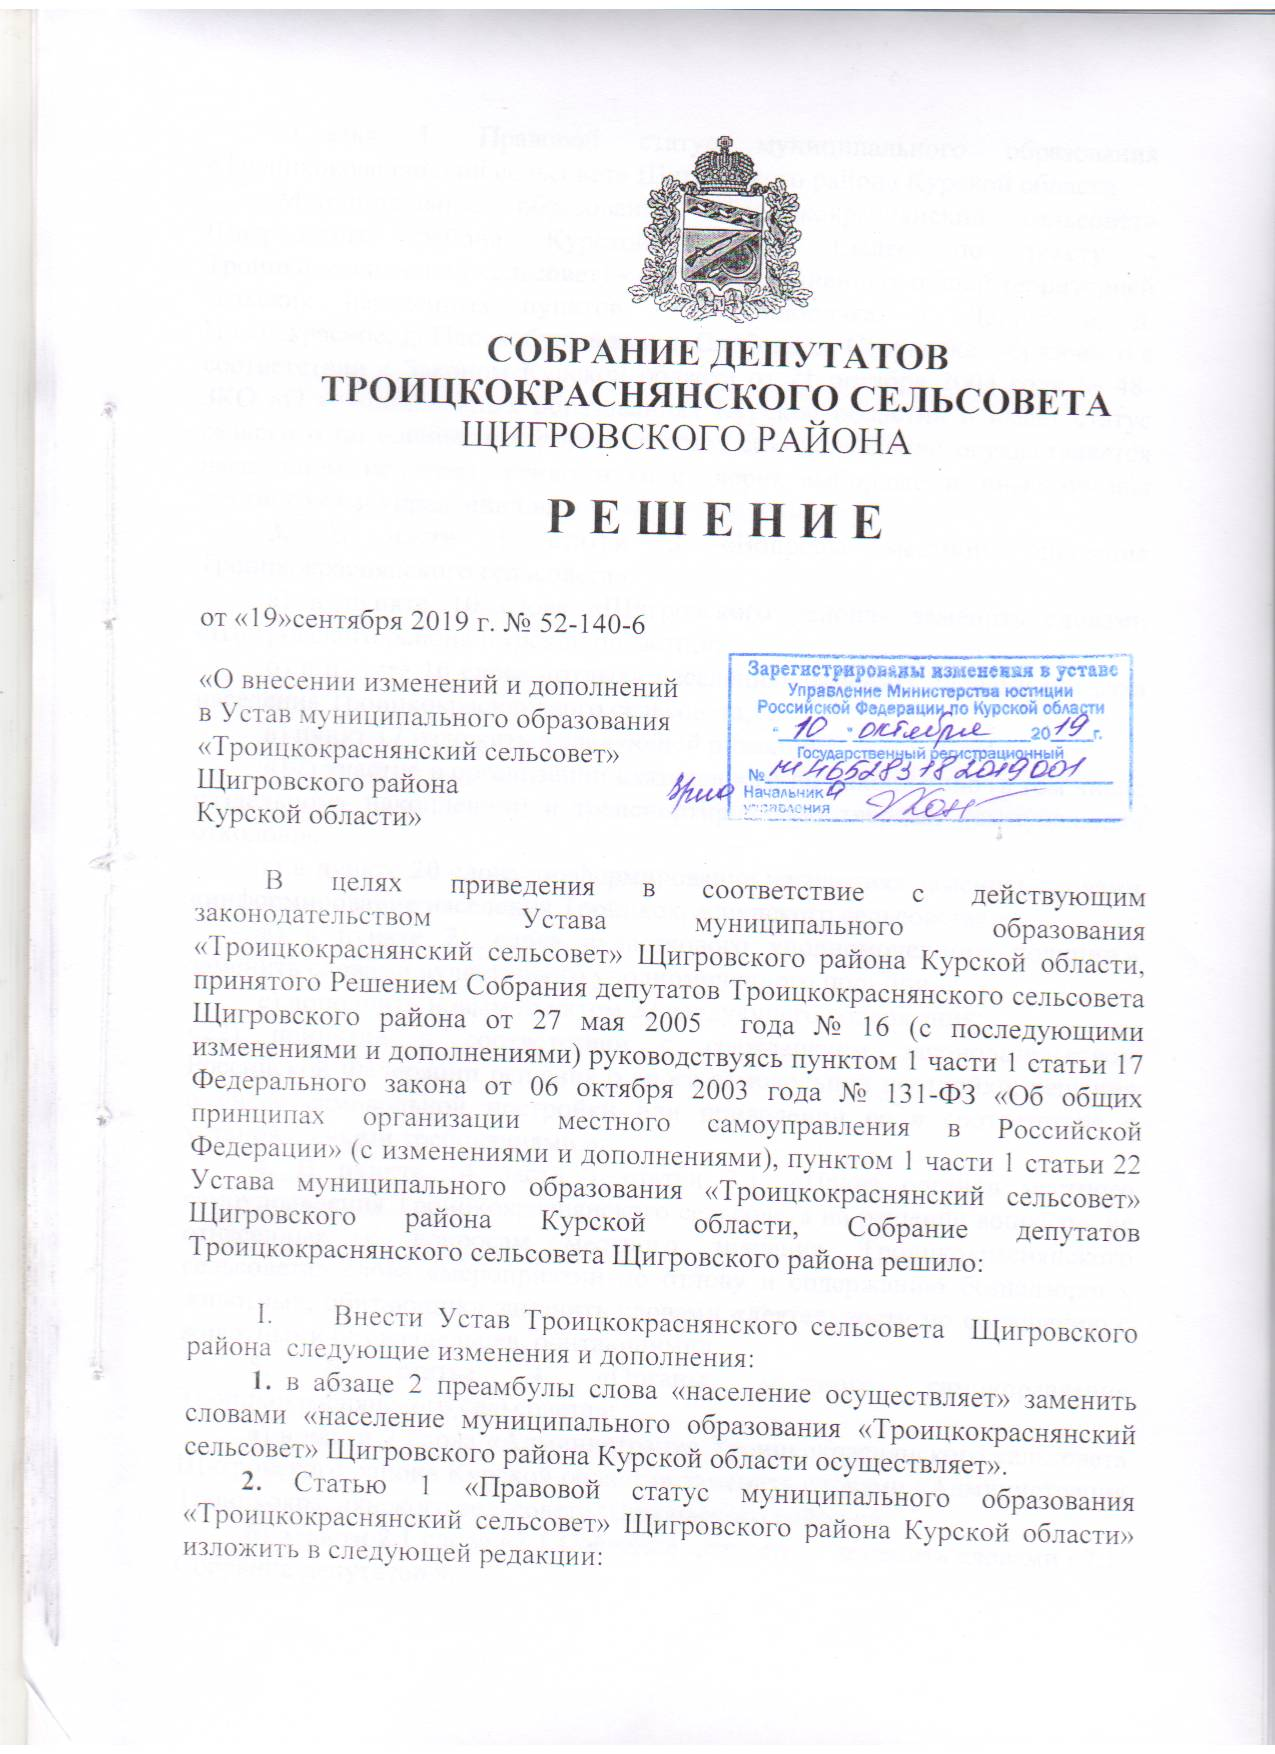 СОБРАНИЕ ДЕПУТАТОВ
ТРОИЦКОКРАСНЯНСКОГО СЕЛЬСОВЕТА
ЩИГРОВСКОГО РАЙОНА
Р Е Ш Е Н И Е
от «19»сентября 2019 г. № 52-140-6
«О внесении изменений и дополнений
в Устав муниципального образования
«Троицкокраснянский сельсовет»
Щигровского района
Курской области»
Зарегистрированы изменения в уставе
Управление Министерства юстиции
Российской Федерации по Курской области
" 10 " октября 2019 г.
Государственный регистрационный
№ ru 465283182019001
Врио Начальника
управления
В целях приведения в соответствие с действующим
законодательством Устава муниципального образования
«Троицкокраснянский сельсовет» Щигровского района Курской области,
принятого Решением Собрания депутатов Троицкокраснянского сельсовета
Щигровского района от 27 мая 2005 года № 16 (с последующими
изменениями и дополнениями) руководствуясь пунктом 1 части 1 статьи 17
Федерального закона от 06 октября 2003 года № 131-ФЗ «Об общих
принципах организации местного самоуправления в Российской
Федерации» (с изменениями и дополнениями), пунктом 1 части 1 статьи 22
Устава муниципального образования «Троицкокраснянский сельсовет»
Щигровского района Курской области, Собрание депутатов
Троицкокраснянского сельсовета Щигровского района решило:
I. Внести Устав Троицкокраснянского сельсовета Щигровского
района следующие изменения и дополнения:
1. в абзаце 2 преамбулы слова «население осуществляет» заменить
словами «население муниципального образования «Троицкокраснянский
сельсовет» Щигровского района Курской области осуществляет».
2. Статью 1 «Правовой статус муниципального образования
«Троицкокраснянский сельсовет» Щигровского района Курской области»
изложить в следующей редакции: